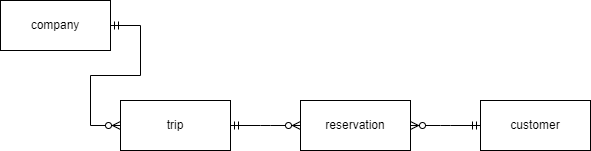 company
trip
reservation
customer